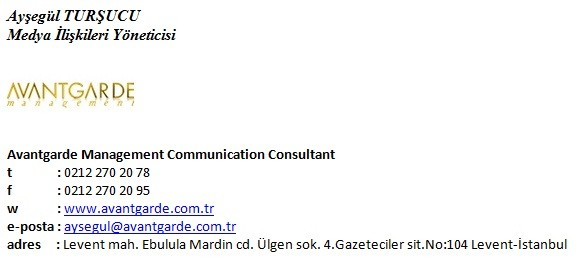 Ayşegül TURŞUCU
Medya İlişkileri Yöneticisi
AVANTGARDE
management
Avantgarde Management Communication Consultant
t : 0212 270 20 78
f : 0212 270 20 95
w : www.avantgarde.com.tr
e-posta : aysegul@avantgarde.com.tr
adres : Levent mah. Ebulula Mardin cd. Ülgen sok. 4.Gazeteciler sit.No:104 Levent-İstanbul